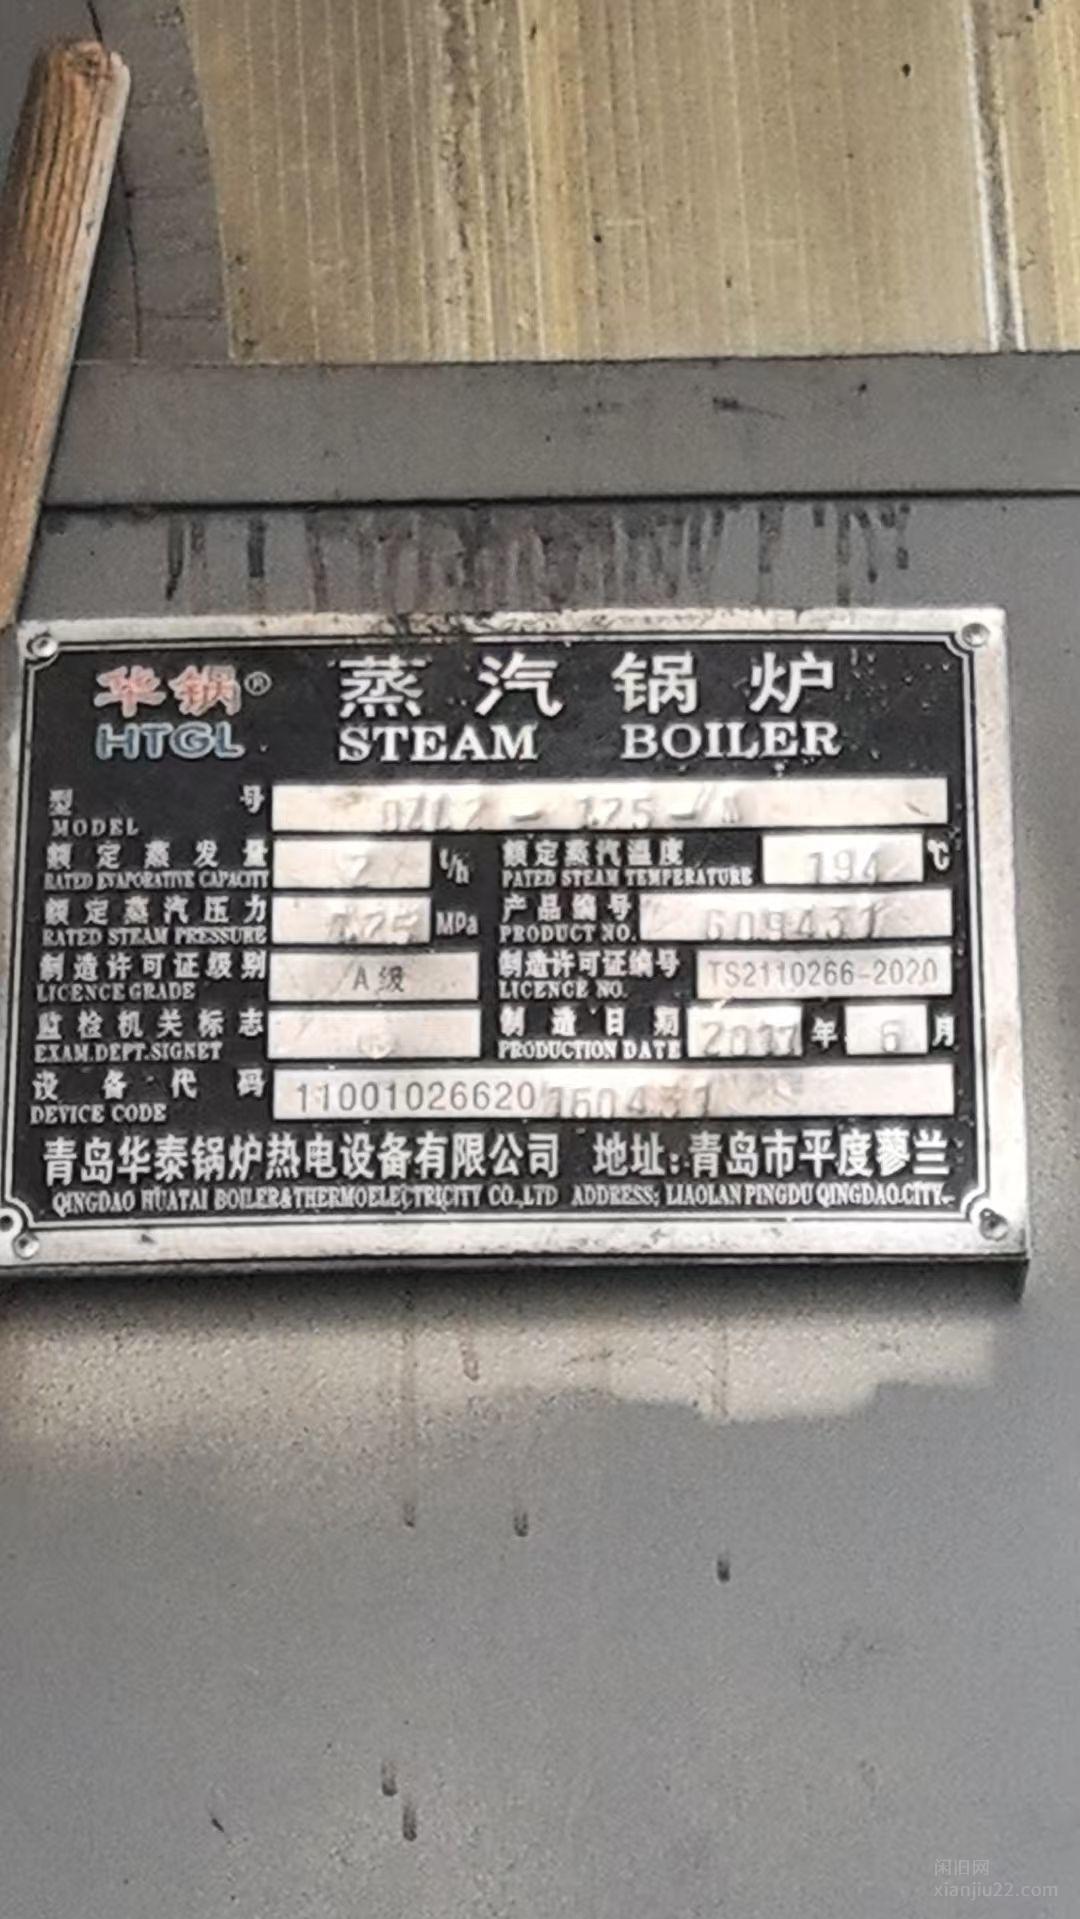 华锅®
HTGL
蒸汽锅炉
STEAM BOILER
型号
MODEL
额定蒸发量 t/h
RATED EVAPORATIVE CAPACITY
额定蒸汽温度 194 ℃
PATED STEAM TEMPERATURE
额定蒸汽压力 MPa
RATED STEAM PRESSURE
产品编号
PRODUCT NO.
制造许可证级别 A级
LICENCE GRADE
制造许可证编号 TS2110266-2020
LICENCE NO.
监检机关标志
EXAM.DEPT.SIGNET
制造日期 2017 年 6 月
PRODUCTION DATE
设备代码 11001026620
DEVICE CODE
青岛华泰锅炉热电设备有限公司 地址:青岛市平度蓼兰
QINGDAO HUATAI BOILER&THERMOELECTRICITY CO.,LTD ADDRESS: LIAOLAN PINGDU QINGDAO.CITY.
闲旧网
xianjiu22.com